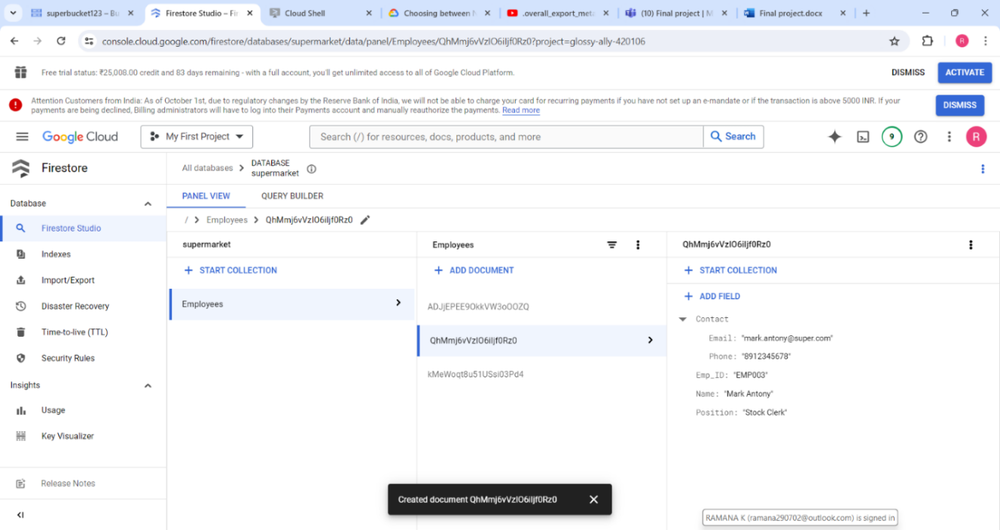 superbucket123 – Bu
Firestore Studio – Fir
Cloud Shell
Choosing between N
.overall_export_meta
(10) Final project | M
Final project.docx
console.cloud.google.com/firestore/databases/supermarket/data/panel/Employees/QhMmj6vVzIO6iIjf0Rz0?project=glossy-ally-420106
R
Free trial status: ₹25,008.00 credit and 83 days remaining - with a full account, you'll get unlimited access to all of Google Cloud Platform.
DISMISS
ACTIVATE
Attention Customers from India: As of October 1st, due to regulatory changes by the Reserve Bank of India, we will not be able to charge your card for recurring payments if you have not set up an e-mandate or if the transaction is above 5000 INR. If your
payments are being declined, Billing administrators will have to log into their Payments account and manually reauthorize the payments. Read more
DISMISS
Google Cloud
My First Project
Search (/) for resources, docs, products, and more
Search
9
R
Firestore
All databases
DATABASE
supermarket
Database
PANEL VIEW
QUERY BUILDER
/ > Employees > QhMmj6vVzIO6iIjf0Rz0
Firestore Studio
Indexes
Import/Export
Disaster Recovery
Time-to-live (TTL)
Security Rules
Insights
Usage
Key Visualizer
Release Notes
supermarket
+ START COLLECTION
Employees
Employees
+ ADD DOCUMENT
ADJjEPEE9OkkVW3oOOZQ
QhMmj6vVzIO6iIjf0Rz0
kMeWoqt8u51USsi03Pd4
QhMmj6vVzIO6iIjf0Rz0
+ START COLLECTION
+ ADD FIELD
Contact
Email: "mark.antony@super.com"
Phone: "8912345678"
Emp_ID: "EMP003"
Name: "Mark Antony"
Position: "Stock Clerk"
Created document QhMmj6vVzIO6iIjf0Rz0
RAMANA K (ramana290702@outlook.com) is signed in